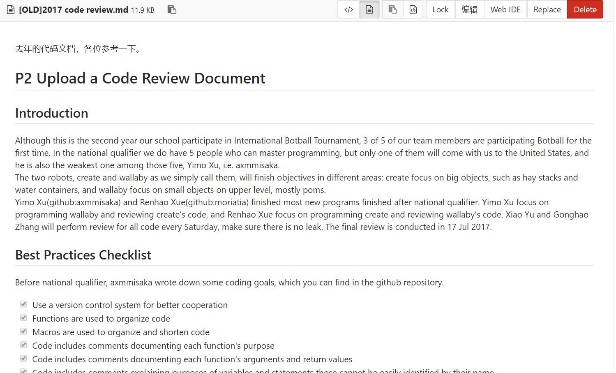 [OLD]2017 code review.md 11.9 KB
Lock 编辑 Web IDE Replace Delete
去年的代码文档，各位参考一下。
P2 Upload a Code Review Document
Introduction
Although this is the second year our school participate in International Botball Tournament, 3 of 5 of our team members are participating Botball for the
first time. In the national qualifier we do have 5 people who can master programming, but only one of them will come with us to the United States, and
he is also the weakest one among those five, Yimo Xu, i.e. axmmisaka.
The two robots, create and wallaby as we simply call them, will finish objectives in different areas: create focus on big objects, such as hay stacks and
water containers, and wallaby focus on small objects on upper level, mostly poms.
Yimo Xu(github:axmmisaka) and Renhao Xue(github:moriatia) finished most new programs finished after national qualifier. Yimo Xu focus on
programming wallaby and reviewing create's code, and Renhao Xue focus on programming create and reviewing wallaby's code. Xiao Yu and Gonghao
Zhang will perform review for all code every Saturday, make sure there is no leak. The final review is conducted in 17 Jul 2017.
Best Practices Checklist
Before national qualifier, axmmisaka wrote down some coding goals, which you can find in the github repository.
Use a version control system for better cooperation
Functions are used to organize code
Macros are used to organize and shorten code
Code includes comments documenting each function's purpose
Code includes comments documenting each function's arguments and return values
Code includes comments explaining purposes of variables and statements those cannot be easily identified by their name